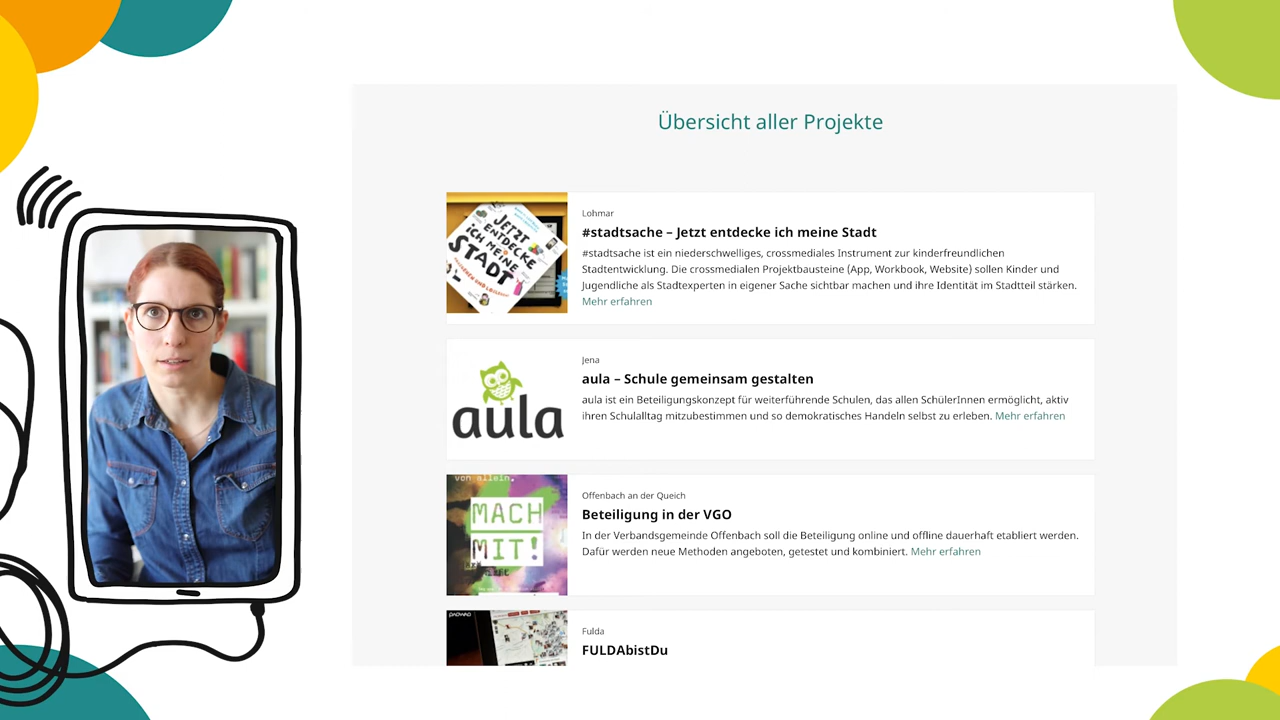 Übersicht aller Projekte
JETZT
ENTDECKE
ICH MEINE
STADT
Lohmar
#stadtsache – Jetzt entdecke ich meine Stadt
#stadtsache ist ein niederschwelliges, crossmediales Instrument zur kinderfreundlichen
Stadtentwicklung. Die crossmedialen Projektbausteine (App, Workbook, Website) sollen Kinder und
Jugendliche als Stadtexperten in eigener Sache sichtbar machen und ihre Identität im Stadtteil stärken.
Mehr erfahren
aula
Jena
aula – Schule gemeinsam gestalten
aula ist ein Beteiligungskonzept für weiterführende Schulen, das allen SchülerInnen ermöglicht, aktiv
ihren Schulalltag mitzubestimmen und so demokratisches Handeln selbst zu erleben. Mehr erfahren
von allein.
MACH
MIT!
Offenbach an der Queich
Beteiligung in der VGO
In der Verbandsgemeinde Offenbach soll die Beteiligung online und offline dauerhaft etabliert werden.
Dafür werden neue Methoden angeboten, getestet und kombiniert. Mehr erfahren
Fulda
FULDAbistDu